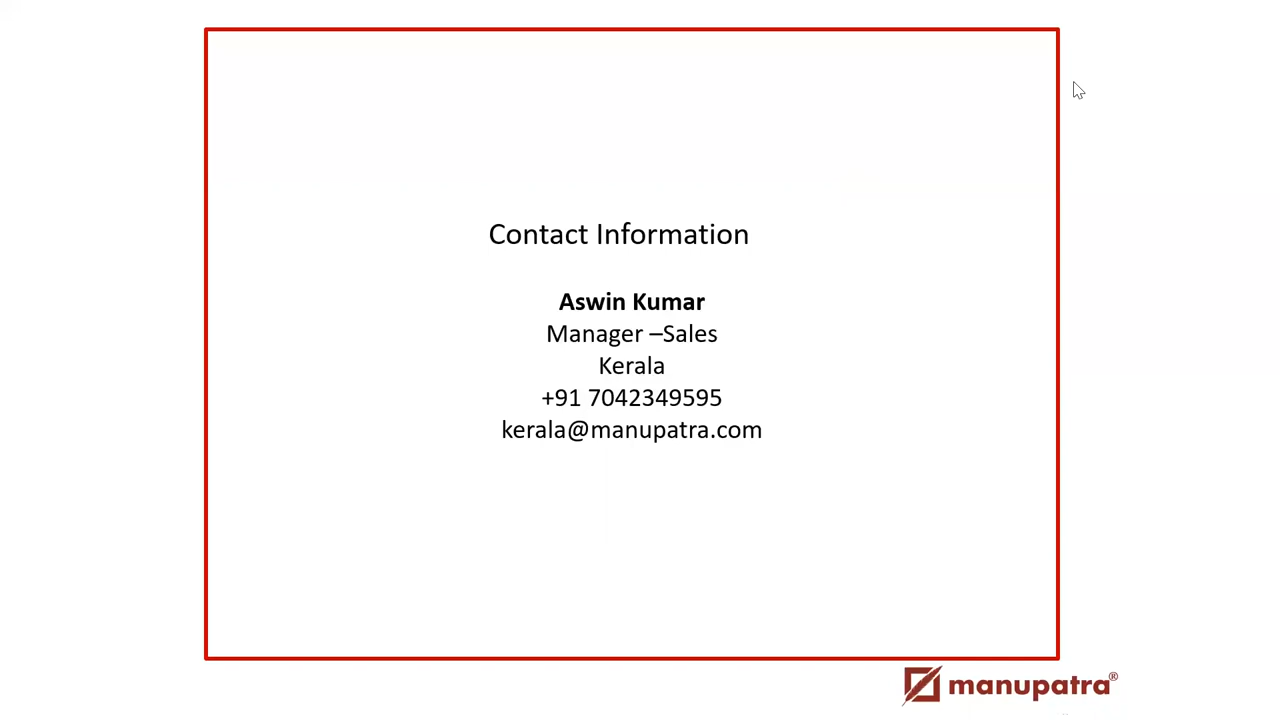 Contact Information
Aswin Kumar
Manager –Sales
Kerala
+91 7042349595
kerala@manupatra.com
manupatra®